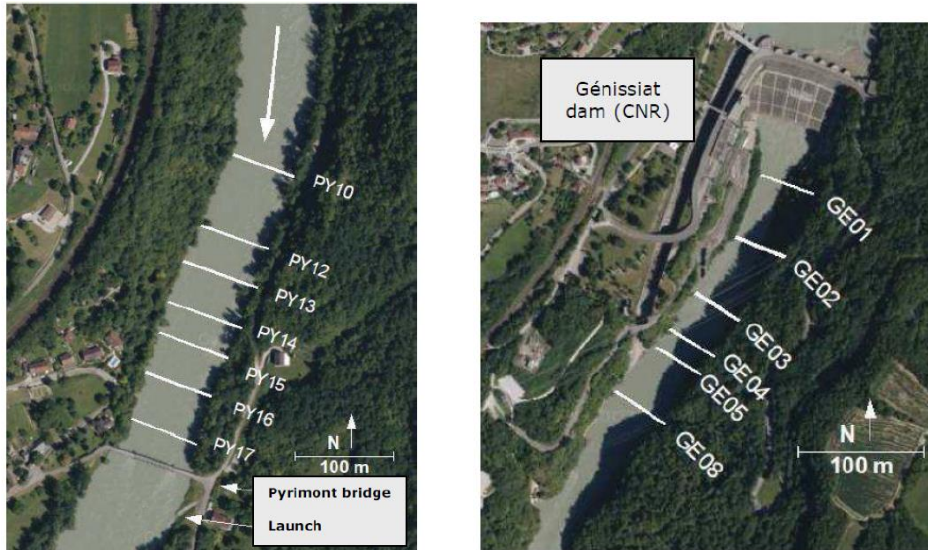 PY10
PY12
PY13
PY14
PY15
PY16
PY17
N
100 m
Pyrimont bridge
Launch
Génissiat
dam (CNR)
GE01
GE02
GE03
GE04
GE05
GE08
N
100 m